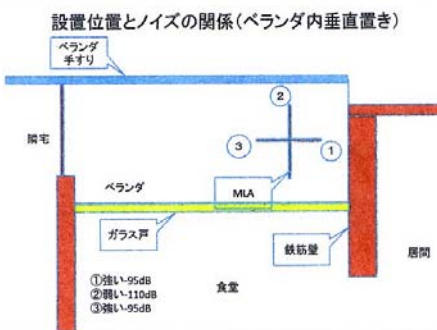 設置位置とノイズの関係(ベランダ内垂直置き)
ベランダ
手すり
②
隣宅
③
①
ベランダ
MLA
ガラス戸
鉄筋壁
居間
①強い-95dB
②弱い-110dB
③強い-95dB
食堂